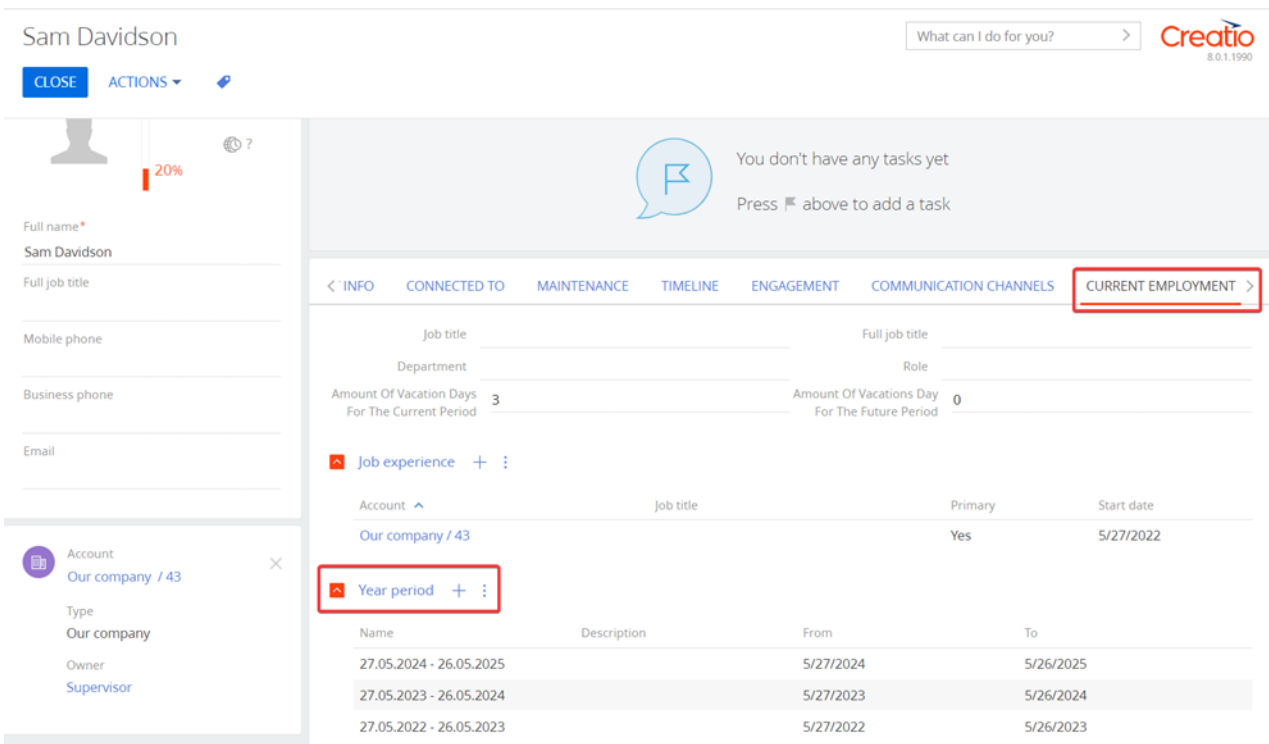 Sam Davidson
What can I do for you?
Creatio
8.0.1.1990
CLOSE ACTIONS
?
20%
You don't have any tasks yet
Press above to add a task
Full name*
Sam Davidson
Full job title
Mobile phone
Business phone
Email
Account
Our company / 43
Type
Our company
Owner
Supervisor
INFO CONNECTED TO MAINTENANCE TIMELINE ENGAGEMENT COMMUNICATION CHANNELS CURRENT EMPLOYMENT
Job title
Full job title
Department
Role
Amount Of Vacation Days
For The Current Period
3
Amount Of Vacations Day
For The Future Period
0
Job experience
Account Job title Primary Start date
Our company / 43 Yes 5/27/2022
Year period
Name Description From To
27.05.2024 - 26.05.2025 5/27/2024 5/26/2025
27.05.2023 - 26.05.2024 5/27/2023 5/26/2024
27.05.2022 - 26.05.2023 5/27/2022 5/26/2023